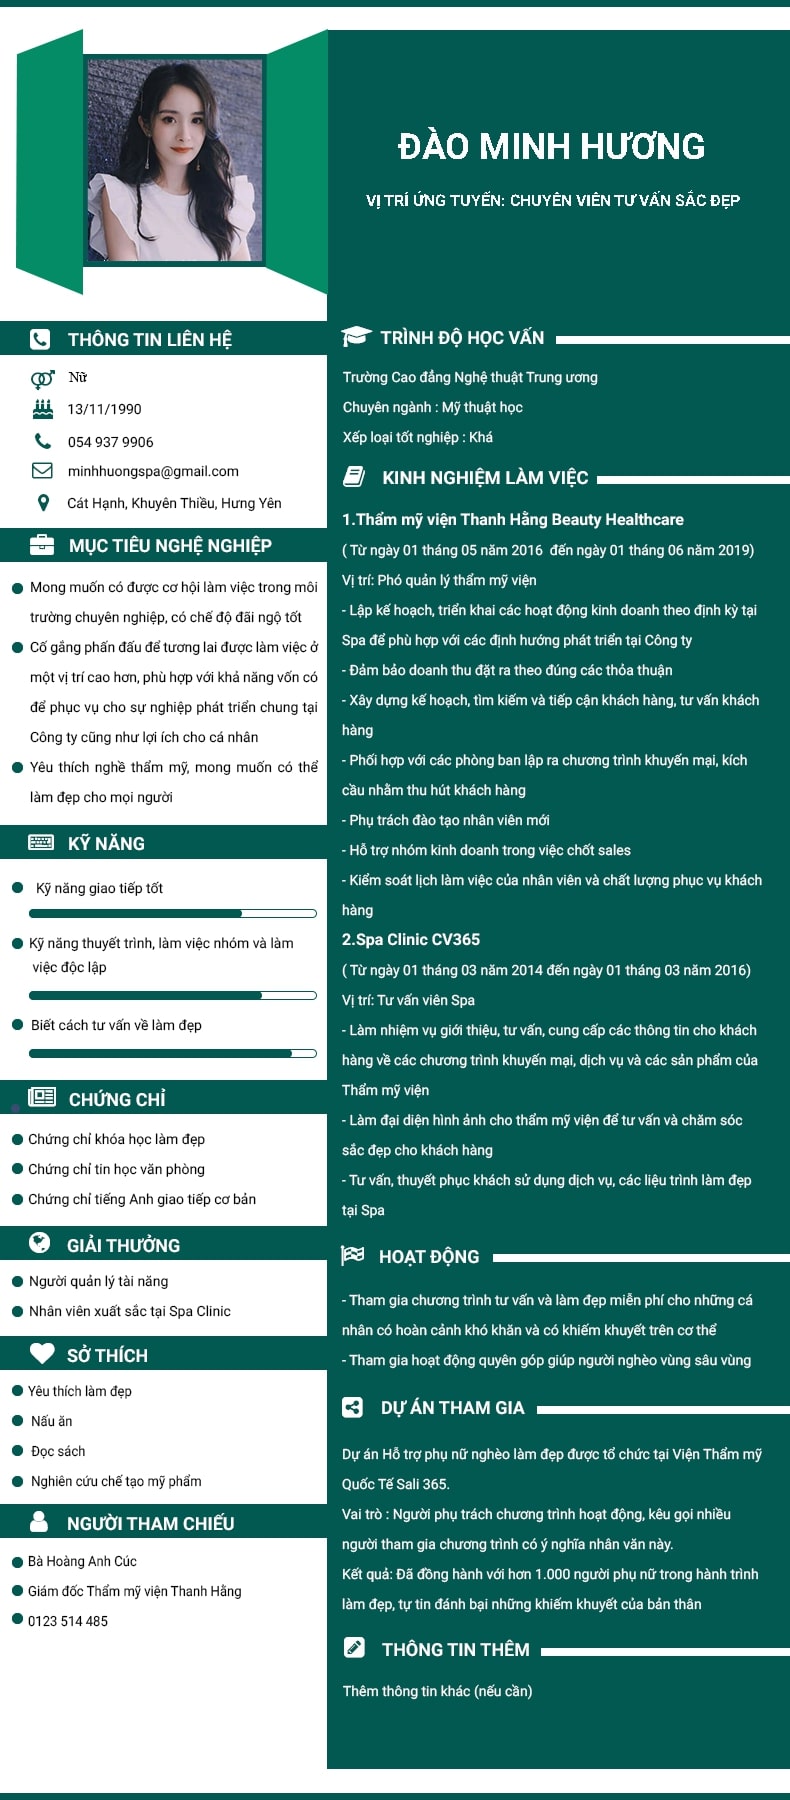 ĐÀO MINH HƯƠNG
VỊ TRÍ ỨNG TUYỂN: CHUYÊN VIÊN TƯ VẤN SẮC ĐẸP
THÔNG TIN LIÊN HỆ
Nữ
13/11/1990
054 937 9906
minhhuongspa@gmail.com
Cát Hạnh, Khuyên Thiều, Hưng Yên
MỤC TIÊU NGHỀ NGHIỆP
Mong muốn có được cơ hội làm việc trong môi
trường chuyên nghiệp, có chế độ đãi ngộ tốt
Cố gắng phấn đấu để tương lai được làm việc ở
một vị trí cao hơn, phù hợp với khả năng vốn có
để phục vụ cho sự nghiệp phát triển chung tại
Công ty cũng như lợi ích cho cá nhân
Yêu thích nghề thẩm mỹ, mong muốn có thể
làm đẹp cho mọi người
KỸ NĂNG
Kỹ năng giao tiếp tốt
Kỹ năng thuyết trình, làm việc nhóm và làm
việc độc lập
Biết cách tư vấn về làm đẹp
CHỨNG CHỈ
Chứng chỉ khóa học làm đẹp
Chứng chỉ tin học văn phòng
Chứng chỉ tiếng Anh giao tiếp cơ bản
GIẢI THƯỞNG
Người quản lý tài năng
Nhân viên xuất sắc tại Spa Clinic
SỞ THÍCH
Yêu thích làm đẹp
Nấu ăn
Đọc sách
Nghiên cứu chế tạo mỹ phẩm
NGƯỜI THAM CHIẾU
Bà Hoàng Anh Cúc
Giám đốc Thẩm mỹ viện Thanh Hằng
0123 514 485
TRÌNH ĐỘ HỌC VẤN
Trường Cao đẳng Nghệ thuật Trung ương
Chuyên ngành : Mỹ thuật học
Xếp loại tốt nghiệp : Khá
KINH NGHIỆM LÀM VIỆC
1.Thẩm mỹ viện Thanh Hằng Beauty Healthcare
( Từ ngày 01 tháng 05 năm 2016 đến ngày 01 tháng 06 năm 2019)
Vị trí: Phó quản lý thẩm mỹ viện
- Lập kế hoạch, triển khai các hoạt động kinh doanh theo định kỳ tại
Spa để phù hợp với các định hướng phát triển tại Công ty
- Đảm bảo doanh thu đặt ra theo đúng các thỏa thuận
- Xây dựng kế hoạch, tìm kiếm và tiếp cận khách hàng, tư vấn khách
hàng
- Phối hợp với các phòng ban lập ra chương trình khuyến mại, kích
cầu nhằm thu hút khách hàng
- Phụ trách đào tạo nhân viên mới
- Hỗ trợ nhóm kinh doanh trong việc chốt sales
- Kiểm soát lịch làm việc của nhân viên và chất lượng phục vụ khách
hàng
2.Spa Clinic CV365
( Từ ngày 01 tháng 03 năm 2014 đến ngày 01 tháng 03 năm 2016)
Vị trí: Tư vấn viên Spa
- Làm nhiệm vụ giới thiệu, tư vấn, cung cấp các thông tin cho khách
hàng về các chương trình khuyến mại, dịch vụ và các sản phẩm của
Thẩm mỹ viện
- Làm đại diện hình ảnh cho thẩm mỹ viện để tư vấn và chăm sóc
sắc đẹp cho khách hàng
- Tư vấn, thuyết phục khách sử dụng dịch vụ, các liệu trình làm đẹp
tại Spa
HOẠT ĐỘNG
- Tham gia chương trình tư vấn và làm đẹp miễn phí cho những cá
nhân có hoàn cảnh khó khăn và có khiếm khuyết trên cơ thể
- Tham gia hoạt động quyên góp giúp người nghèo vùng sâu vùng
DỰ ÁN THAM GIA
Dự án Hỗ trợ phụ nữ nghèo làm đẹp được tổ chức tại Viện Thẩm mỹ
Quốc Tế Sali 365.
Vai trò : Người phụ trách chương trình hoạt động, kêu gọi nhiều
người tham gia chương trình có ý nghĩa nhân văn này.
Kết quả: Đã đồng hành với hơn 1.000 người phụ nữ trong hành trình
làm đẹp, tự tin đánh bại những khiếm khuyết của bản thân
THÔNG TIN THÊM
Thêm thông tin khác (nếu cần)